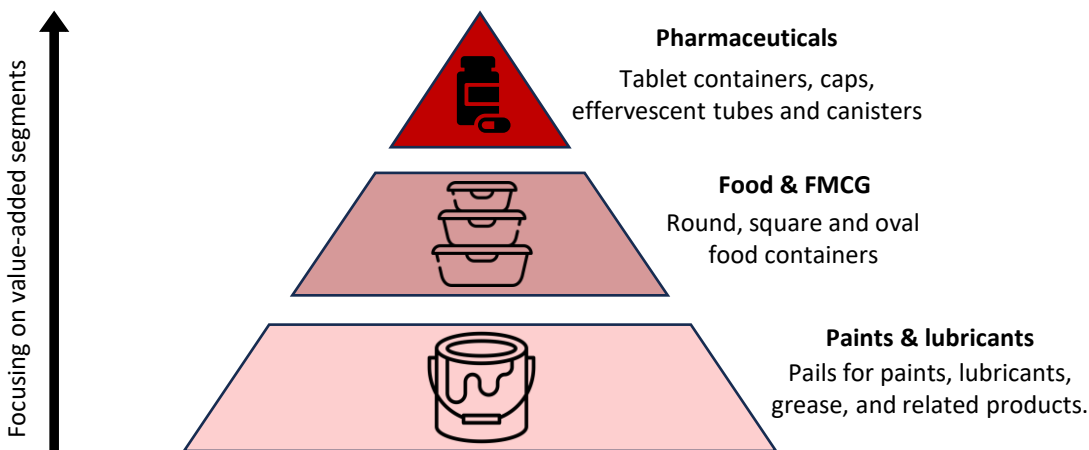 Focusing on value-added segments
Pharmaceuticals
Tablet containers, caps,
effervescent tubes and canisters
Food & FMCG
Round, square and oval
food containers
Paints & lubricants
Pails for paints, lubricants,
grease, and related products.